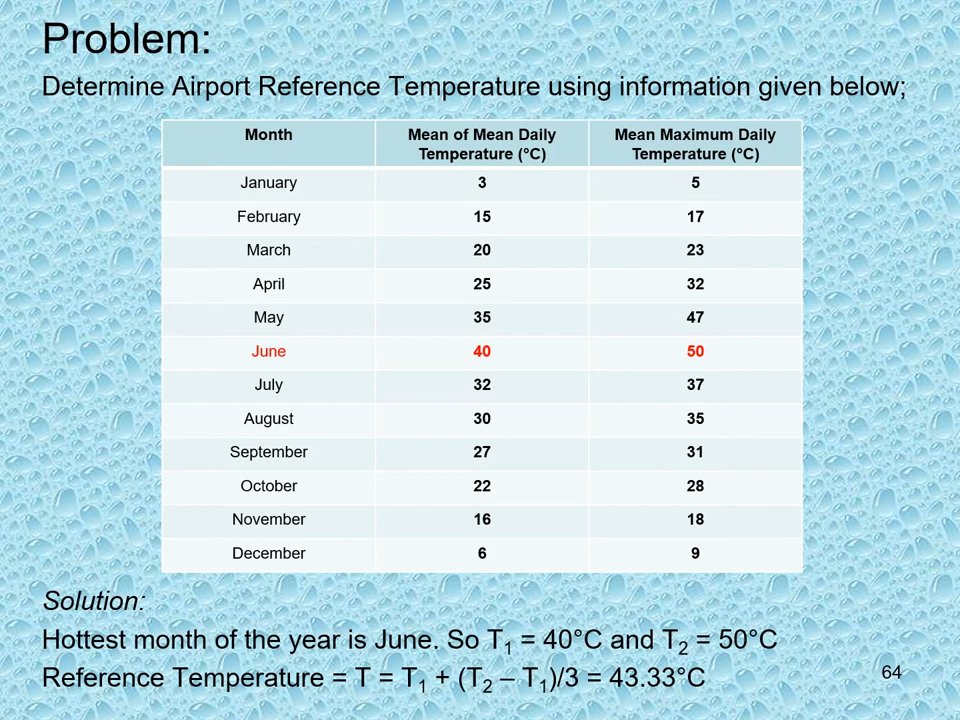 Problem:
Determine Airport Reference Temperature using information given below;
Month Mean of Mean Daily Temperature (°C) Mean Maximum Daily Temperature (°C)
January 3 5
February 15 17
March 20 23
April 25 32
May 35 47
June 40 50
July 32 37
August 30 35
September 27 31
October 22 28
November 16 18
December 6 9
Solution:
Hottest month of the year is June. So T1 = 40°C and T2 = 50°C
Reference Temperature = T = T1 + (T2 – T1)/3 = 43.33°C
64